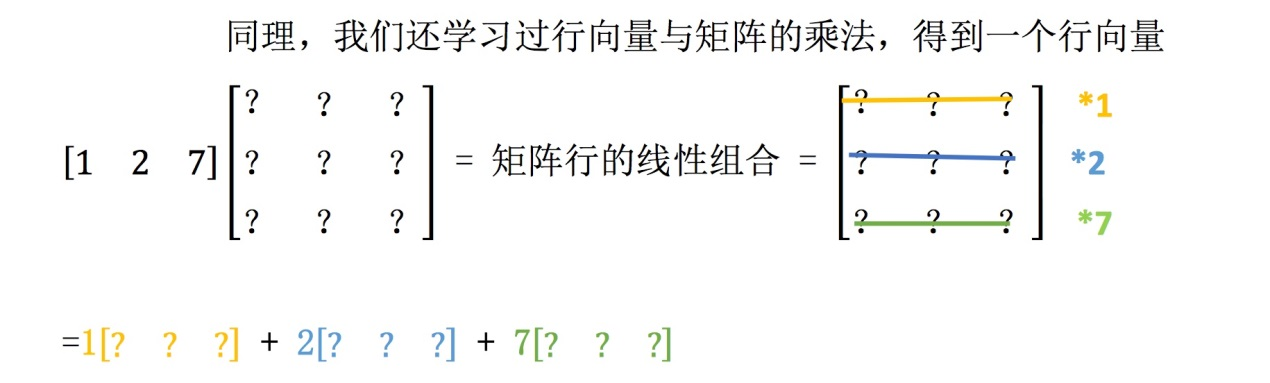 同理，我们还学习过行向量与矩阵的乘法，得到一个行向量
? ? ? ? ? ? *1
[1 2 7] ? ? ? = 矩阵行的线性组合 = ? ? ? *2
? ? ? ? ? ? *7
=1[? ? ?] + 2[? ? ?] + 7[? ? ?]